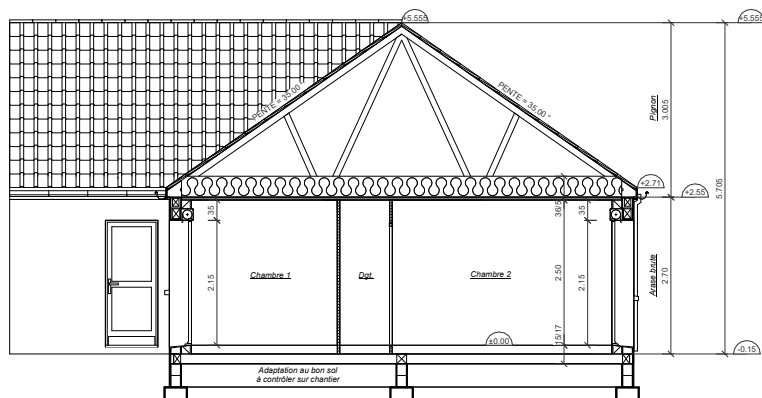 +5.555
+5.555
PENTE = 35.00 °
PENTE = 35.00 °
Pignon
3.005
+2.71
+2.55
5.705
35
36/5
35
2.15
Chambre 1
Dgt.
Chambre 2
2.50
2.15
Arase brute
2.70
±0.00
15/17
-0.15
Adaptation au bon sol
à contrôler sur chantier